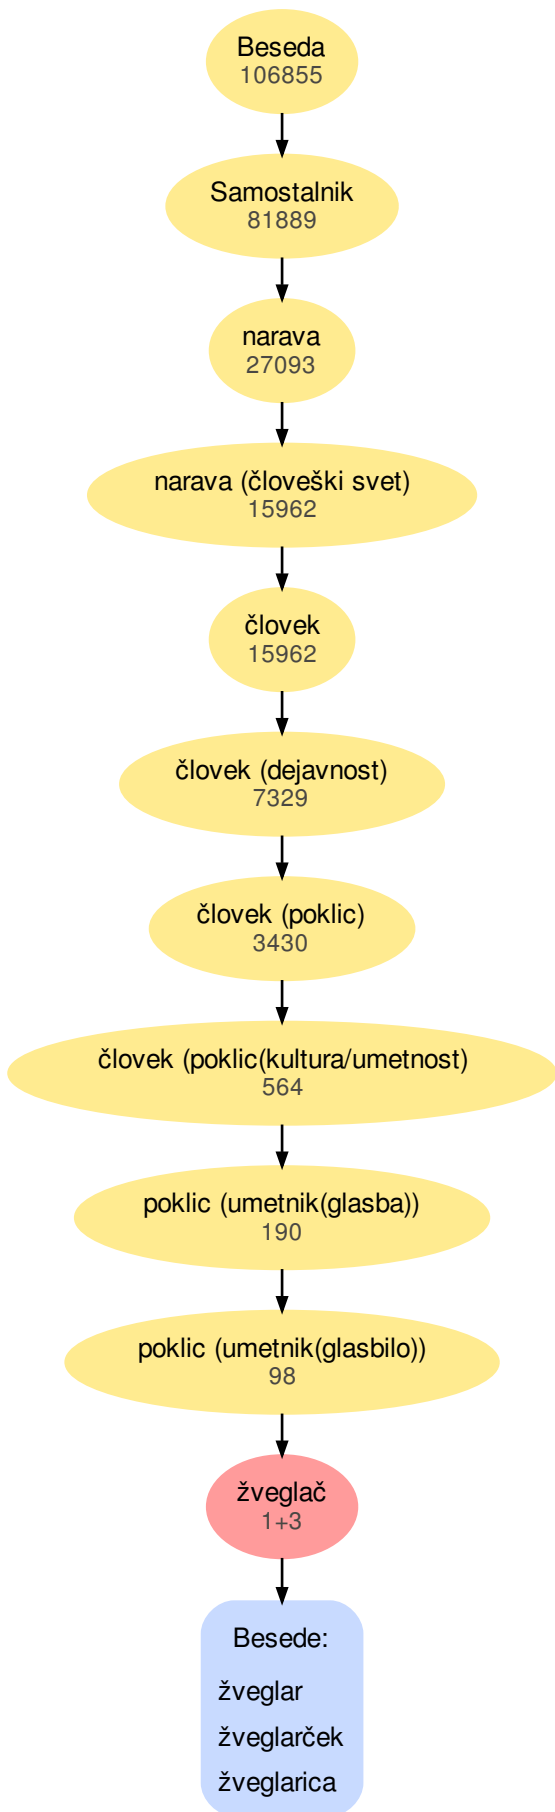 Beseda
106855
Samostalnik
81889
narava
27093
narava (človeški svet)
15962
človek
15962
človek (dejavnost)
7329
človek (poklic)
3430
človek (poklic(kultura/umetnost)
564
poklic (umetnik(glasba))
190
poklic (umetnik(glasbilo))
98
žveglač
1+3
Besede:
žveglar
žveglarček
žveglarica